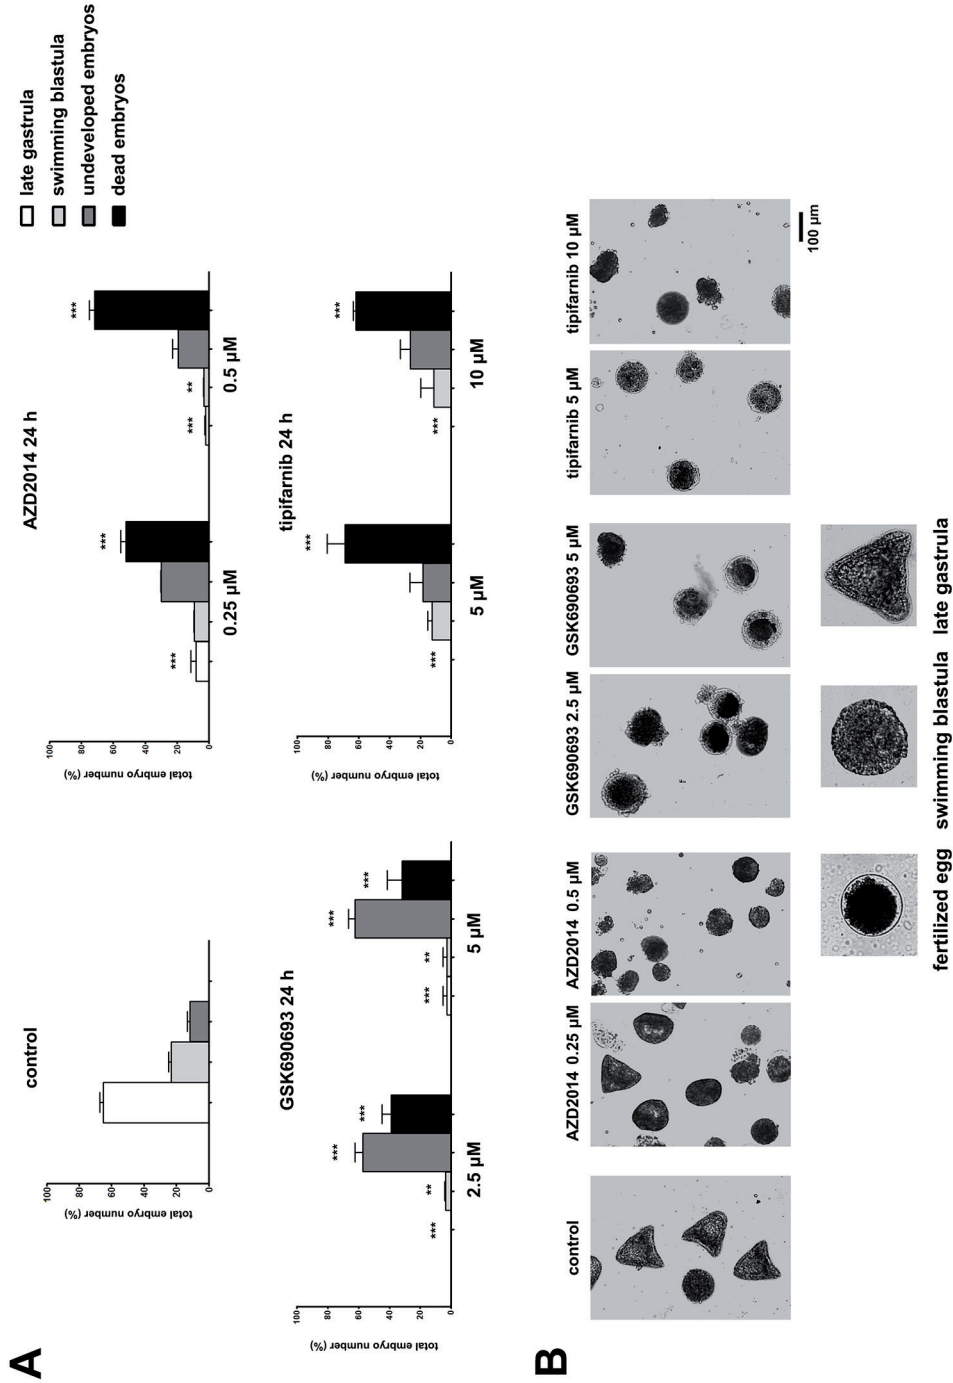 A
late gastrula
swimming blastula
undeveloped embryos
dead embryos
control
total embryo number (%)
100
80
60
40
20
0
AZD2014 24 h
total embryo number (%)
100
80
60
40
20
0
***
***
***
**
***
0.25 µM
0.5 µM
GSK690693 24 h
total embryo number (%)
100
80
60
40
20
0
***
**
***
***
***
**
***
***
2.5 µM
5 µM
tipifarnib 24 h
total embryo number (%)
100
80
60
40
20
0
***
***
***
***
5 µM
10 µM
B
control
AZD2014 0.25 µM
AZD2014 0.5 µM
GSK690693 2.5 µM
GSK690693 5 µM
tipifarnib 5 µM
tipifarnib 10 µM
100 µm
fertilized egg
swimming blastula
late gastrula